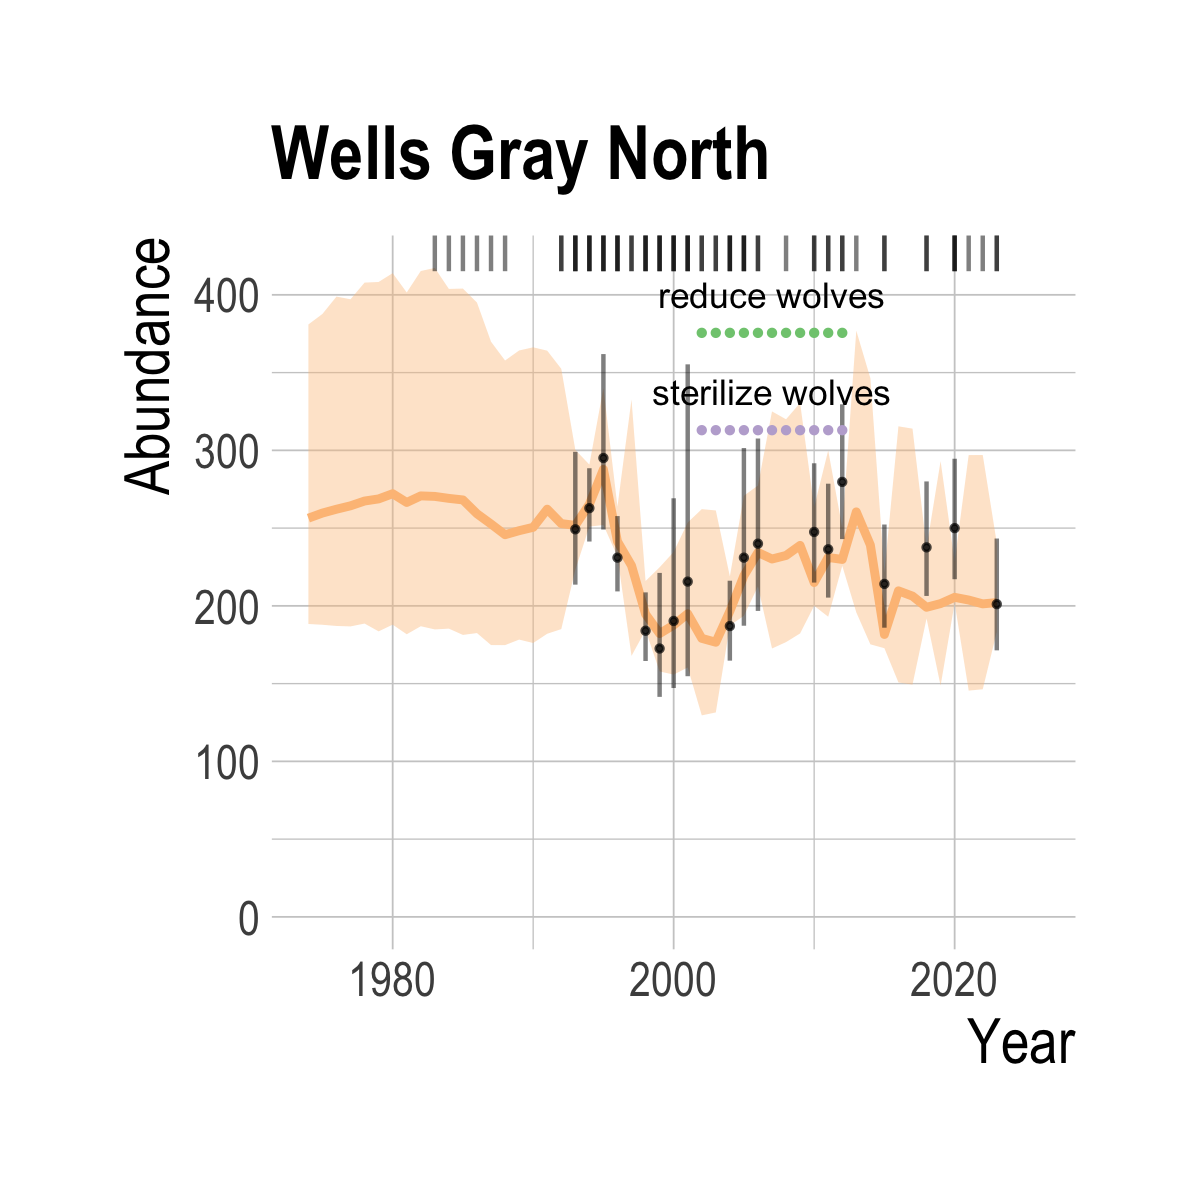 Wells Gray North
Abundance
400
300
200
100
0
reduce wolves
sterilize wolves
1980 2000 2020
Year